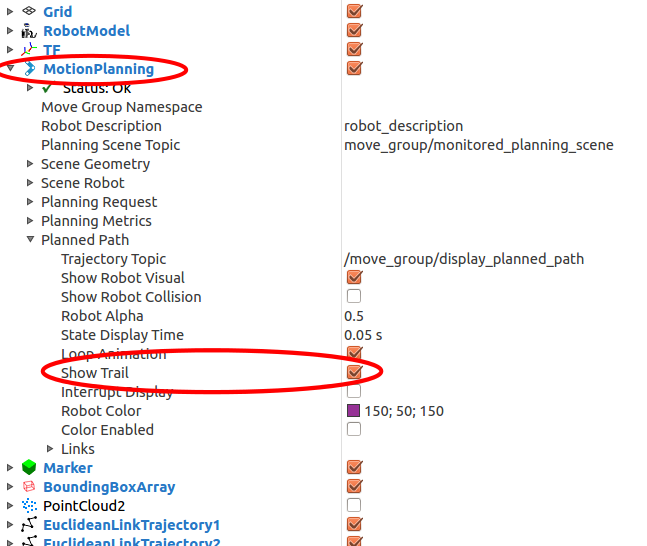 Grid
RobotModel
TF
MotionPlanning
Status: Ok
Move Group Namespace
Robot Description robot_description
Planning Scene Topic move_group/monitored_planning_scene
Scene Geometry
Scene Robot
Planning Request
Planning Metrics
Planned Path
Trajectory Topic /move_group/display_planned_path
Show Robot Visual
Show Robot Collision
Robot Alpha 0.5
State Display Time 0.05 s
Loop Animation
Show Trail
Interrupt Display
Robot Color 150; 50; 150
Color Enabled
Links
Marker
BoundingBoxArray
PointCloud2
EuclideanLinkTrajectory1
EuclideanLinkTrajectory2